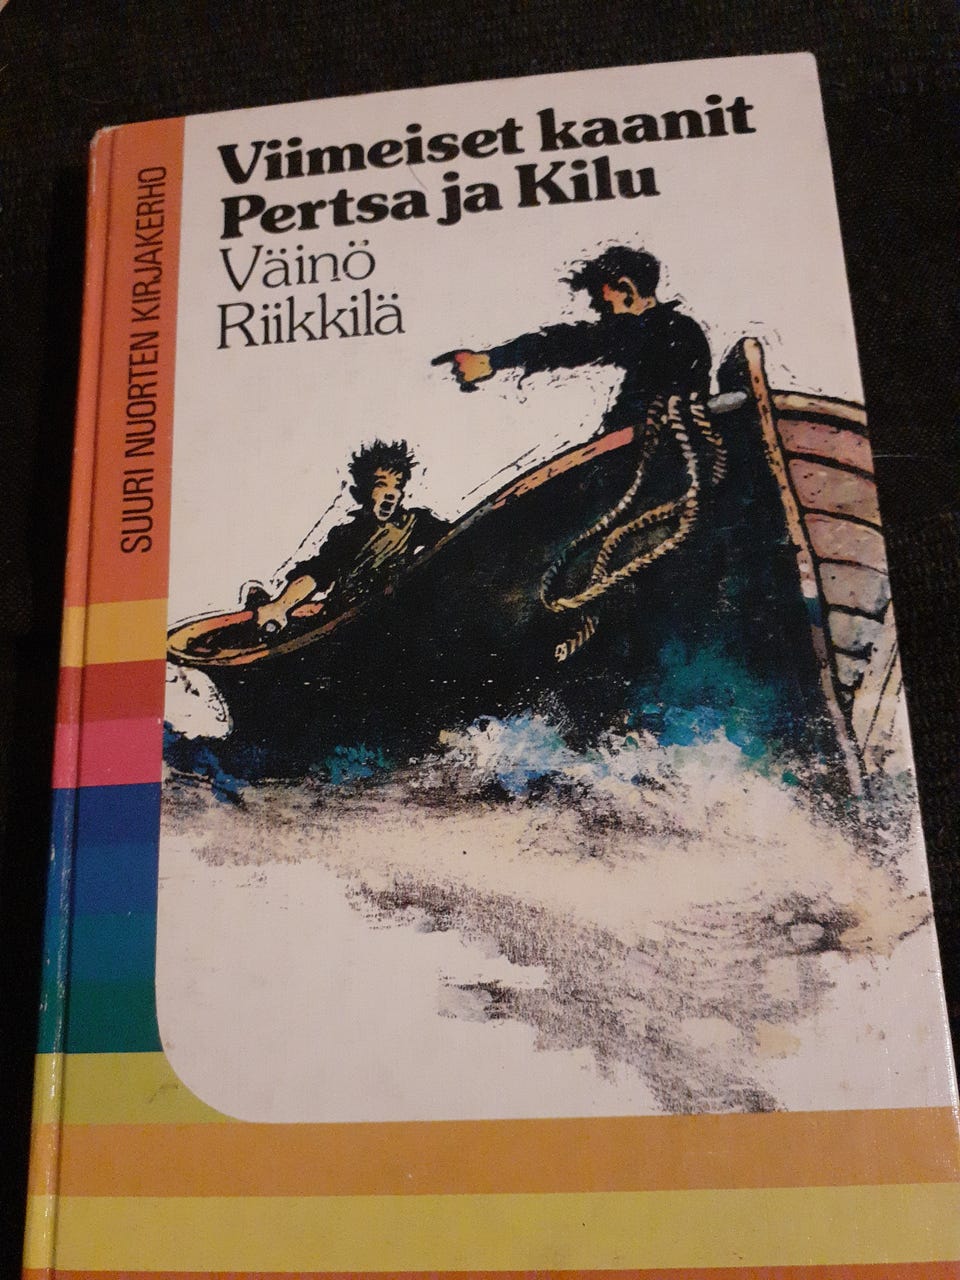 Viimeiset kaanit
Pertsa ja Kilu
Väinö
Riikkilä
SUURI NUORTEN KIRJAKERHO